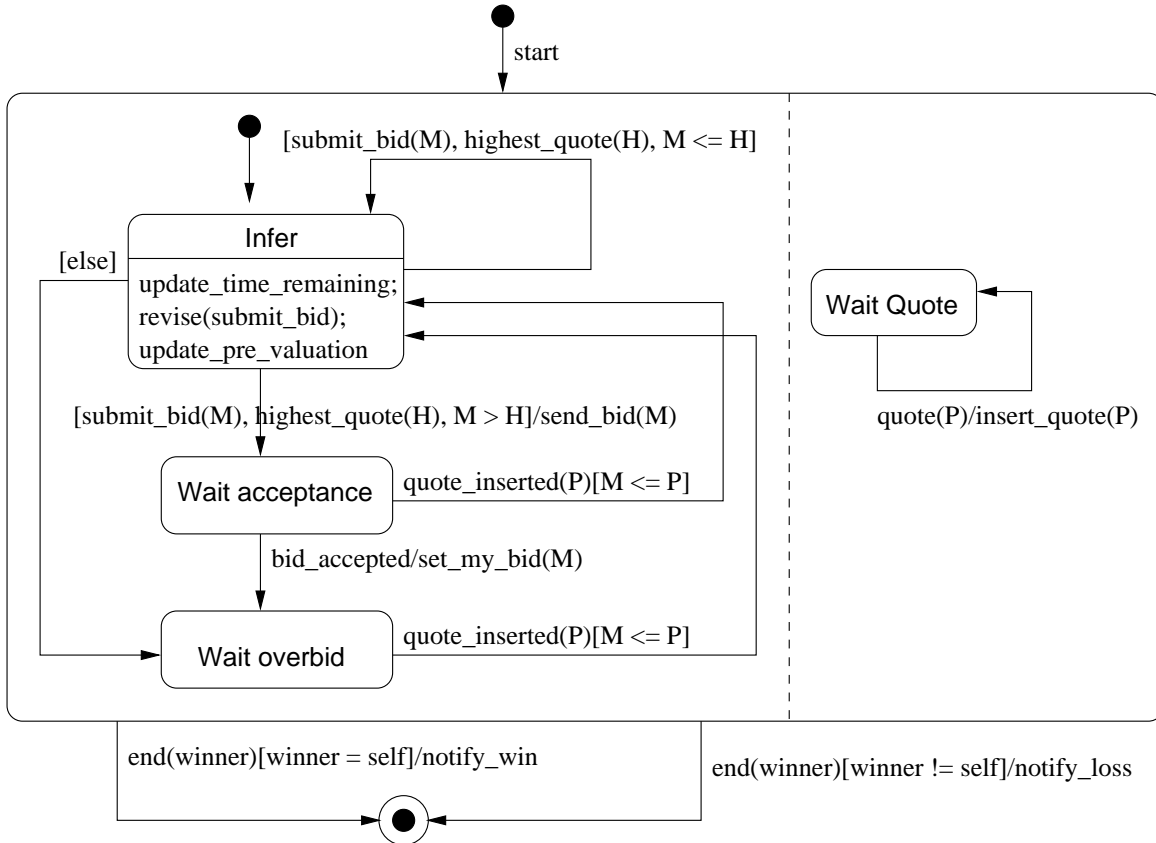 start
[submit_bid(M), highest_quote(H), M <= H]
Infer
[else]
update_time_remaining;
revise(submit_bid);
update_pre_valuation
Wait Quote
[submit_bid(M), highest_quote(H), M > H]/send_bid(M)
quote(P)/insert_quote(P)
Wait acceptance
quote_inserted(P)[M <= P]
bid_accepted/set_my_bid(M)
Wait overbid
quote_inserted(P)[M <= P]
end(winner)[winner = self]/notify_win
end(winner)[winner != self]/notify_loss